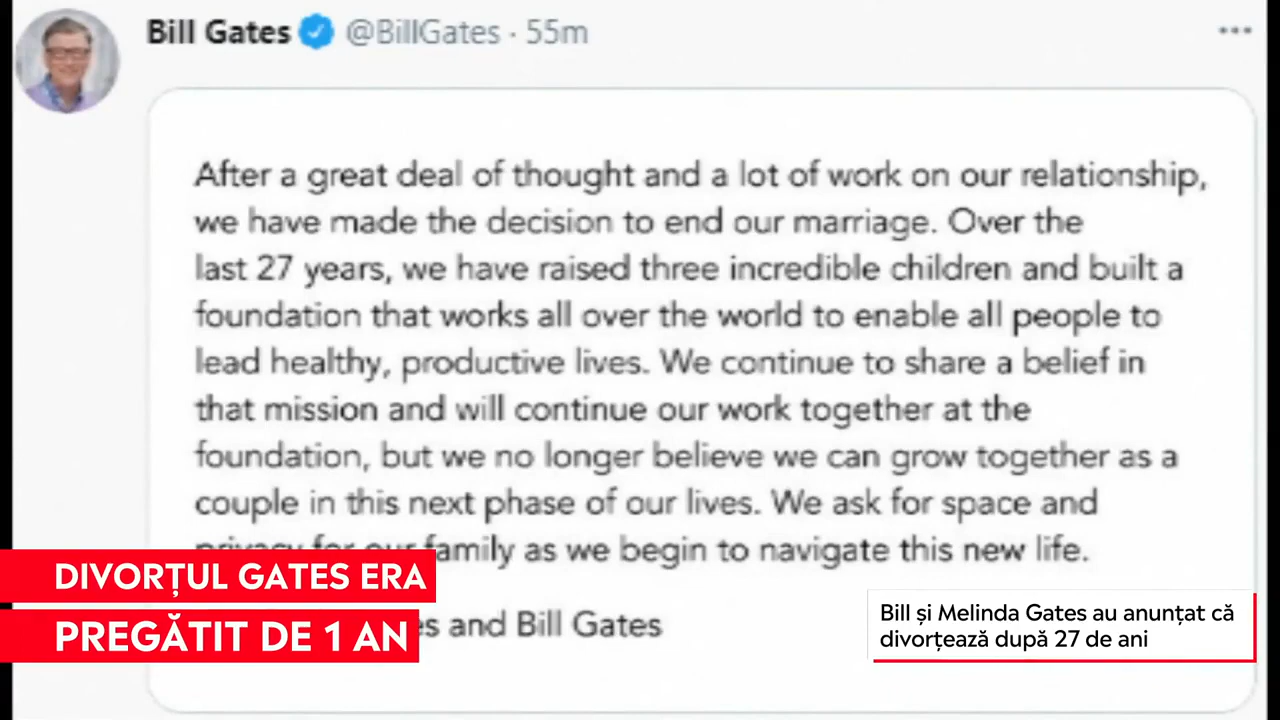 Bill Gates @BillGates · 55m
After a great deal of thought and a lot of work on our relationship,
we have made the decision to end our marriage. Over the
last 27 years, we have raised three incredible children and built a
foundation that works all over the world to enable all people to
lead healthy, productive lives. We continue to share a belief in
that mission and will continue our work together at the
foundation, but we no longer believe we can grow together as a
couple in this next phase of our lives. We ask for space and
privacy for our family as we begin to navigate this new life.
and Bill Gates
DIVORȚUL GATES ERA
PREGĂTIT DE 1 AN
Bill și Melinda Gates au anunțat că
divorțează după 27 de ani